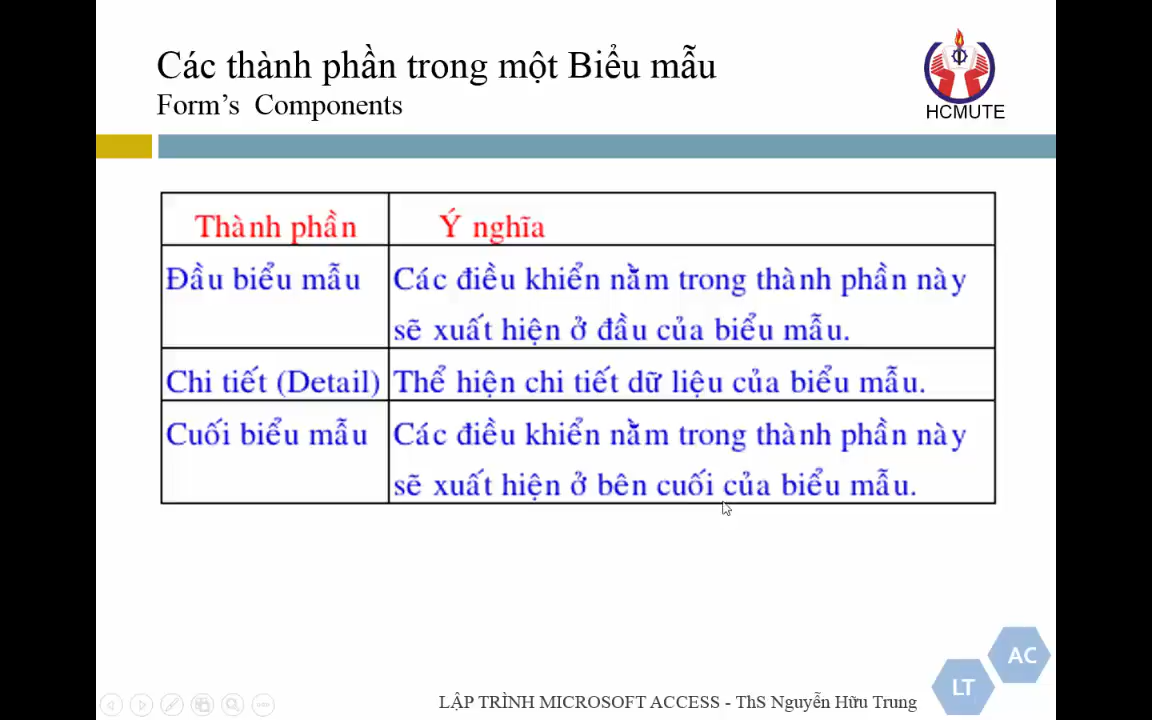 Các thành phần trong một Biểu mẫu
Form’s Components
HCMUTE
Thành phần Ý nghĩa
Đầu biểu mẫu Các điều khiển nằm trong thành phần này
sẽ xuất hiện ở đầu của biểu mẫu.
Chi tiết (Detail) Thể hiện chi tiết dữ liệu của biểu mẫu.
Cuối biểu mẫu Các điều khiển nằm trong thành phần này
sẽ xuất hiện ở bên cuối của biểu mẫu.
AC
LT
LẬP TRÌNH MICROSOFT ACCESS - ThS Nguyễn Hữu Trung